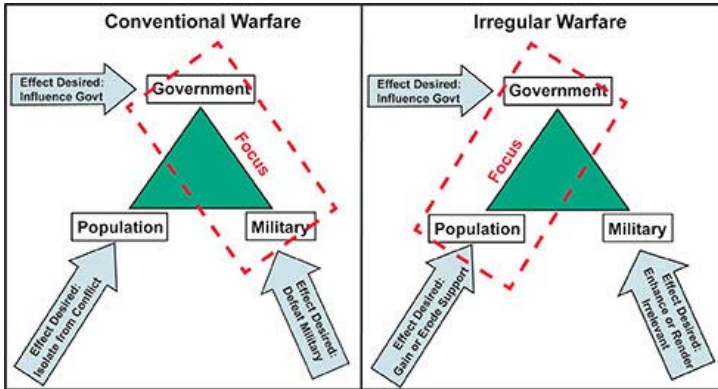 Conventional Warfare
Effect Desired:
Influence Govt
Government
Focus
Population
Military
Effect Desired:
Isolate from Conflict
Effect Desired:
Defeat Military
Irregular Warfare
Effect Desired:
Influence Govt
Government
Focus
Population
Military
Effect Desired:
Gain or Erode Support
Effect Desired:
Enhance or Render
Irrelevant